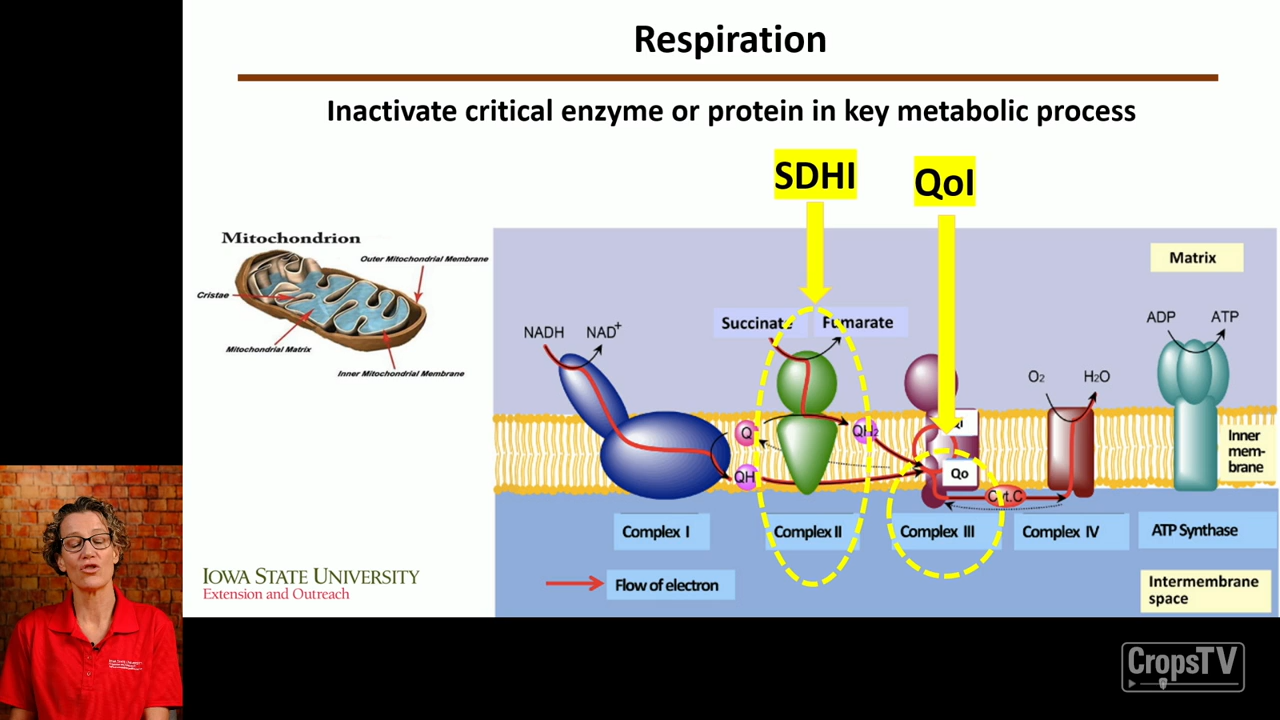 Respiration
Inactivate critical enzyme or protein in key metabolic process
SDHI
QoI
Mitochondrion
Outer Mitochondrial Membrane
Cristae
Mitochondrial Matrix
Inner Mitochondrial Membrane
Matrix
Succinate
Fumarate
NADH
NAD+
ADP
ATP
O2
H2O
Q
QH2
QH
Qi
Qo
Cyt.C
Inner
mem-
brane
Complex I
Complex II
Complex III
Complex IV
ATP Synthase
Flow of electron
Intermembrane
space
IOWA STATE UNIVERSITY
Extension and Outreach
CropsTV